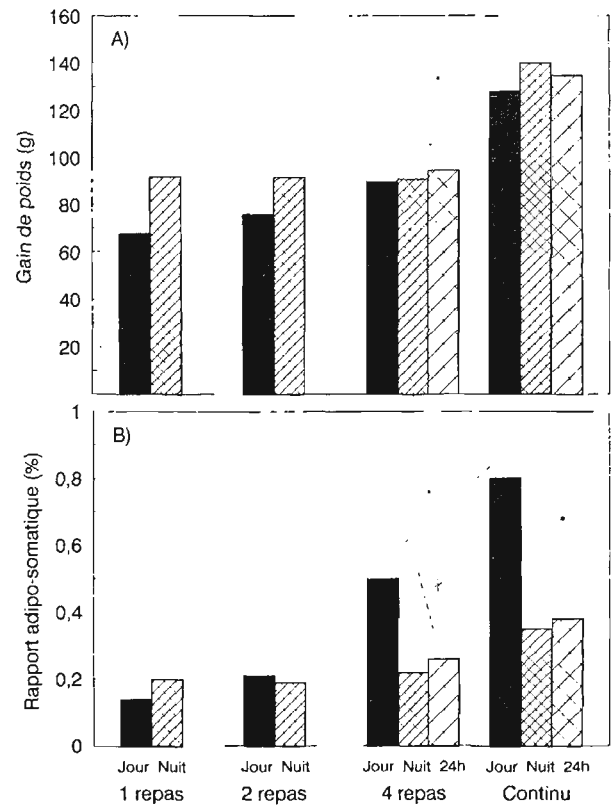 A)
Gain de poids (g)
160
140
120
100
80
60
40
20
B)
Rapport adipo-somatique (%)
1
0,8
0,6
0,4
0,2
0
Jour Nuit Jour Nuit Jour Nuit 24h Jour Nuit 24h
1 repas 2 repas 4 repas Continu